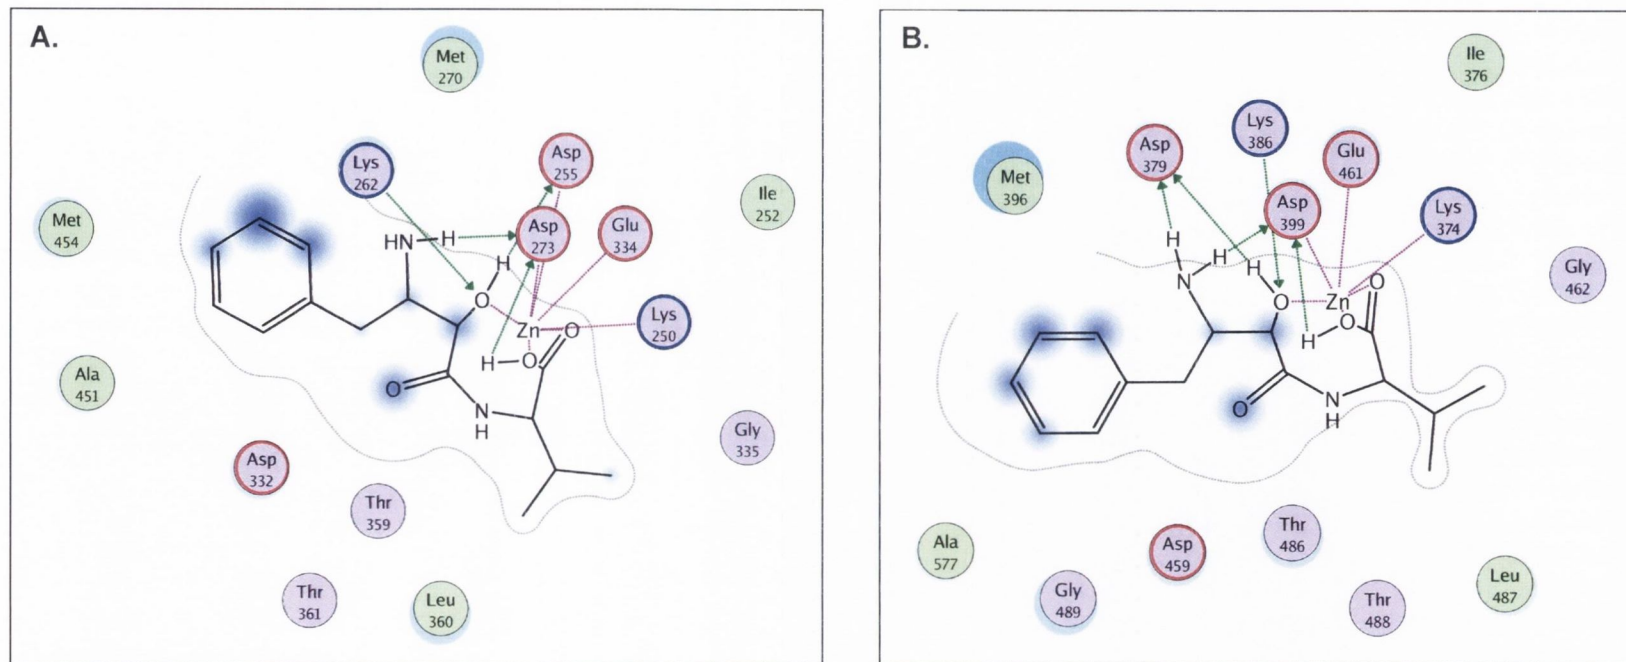 A.
Met
270
Lys
262
Asp
255
Ile
252
Met
454
Asp
273
Glu
334
HN
H
H
O
Lys
250
Zn
O
H
O
O
N
H
Ala
451
Gly
335
Asp
332
Thr
359
Thr
361
Leu
360
B.
Ile
376
Lys
386
Asp
379
Glu
461
Met
396
Asp
399
Lys
374
H
H
H
Gly
462
N
O
Zn
O
O
H
O
N
H
Thr
486
Ala
577
Asp
459
Gly
489
Leu
487
Thr
488